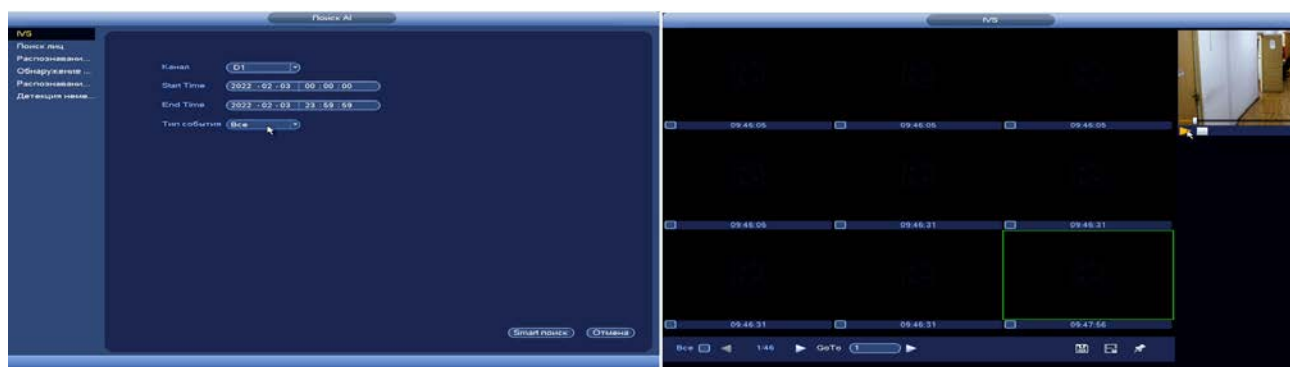 Поиск AI
IVS
Поиск лиц
Распознавани...
Обнаружение ...
Распознавани...
Детекция неме...
Канал D1
Start Time 2022 - 02 - 03 00 : 00 : 00
End Time 2022 - 02 - 03 23 : 59 : 59
Тип события Все
Smart поиск Отмена
IVS
09:46:05 09:46:05 09:46:05
09:46:05 09:46:31 09:46:31
09:46:31 09:46:31 09:47:56
Все 1/46 GoTo 1